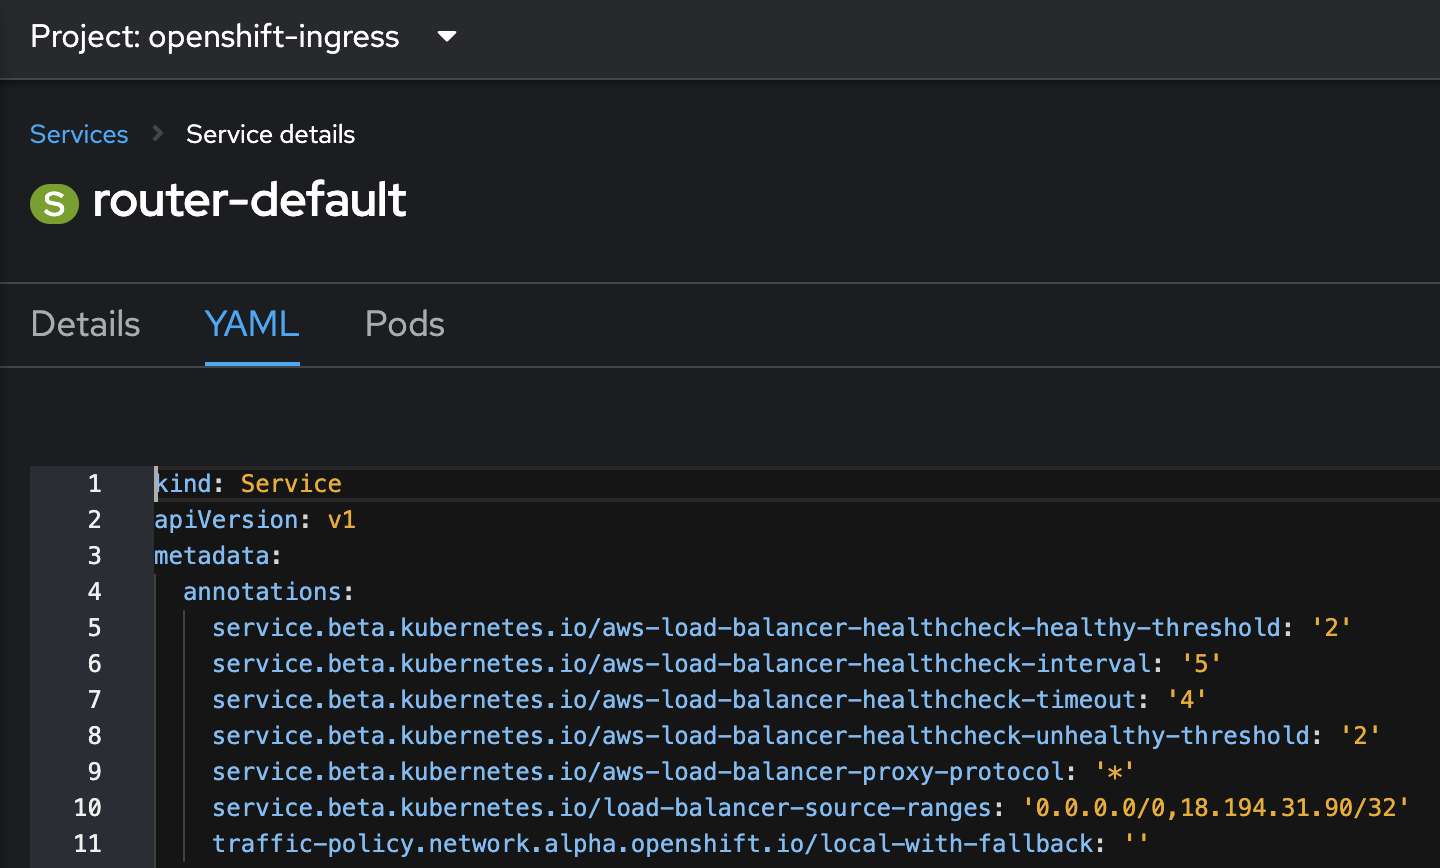 Project: openshift-ingress
Services > Service details
S router-default
Details YAML Pods
1 kind: Service
2 apiVersion: v1
3 metadata:
4   annotations:
5     service.beta.kubernetes.io/aws-load-balancer-healthcheck-healthy-threshold: '2'
6     service.beta.kubernetes.io/aws-load-balancer-healthcheck-interval: '5'
7     service.beta.kubernetes.io/aws-load-balancer-healthcheck-timeout: '4'
8     service.beta.kubernetes.io/aws-load-balancer-healthcheck-unhealthy-threshold: '2'
9     service.beta.kubernetes.io/aws-load-balancer-proxy-protocol: '*'
10     service.beta.kubernetes.io/load-balancer-source-ranges: '0.0.0.0/0,18.194.31.90/32'
11     traffic-policy.network.alpha.openshift.io/local-with-fallback: ''